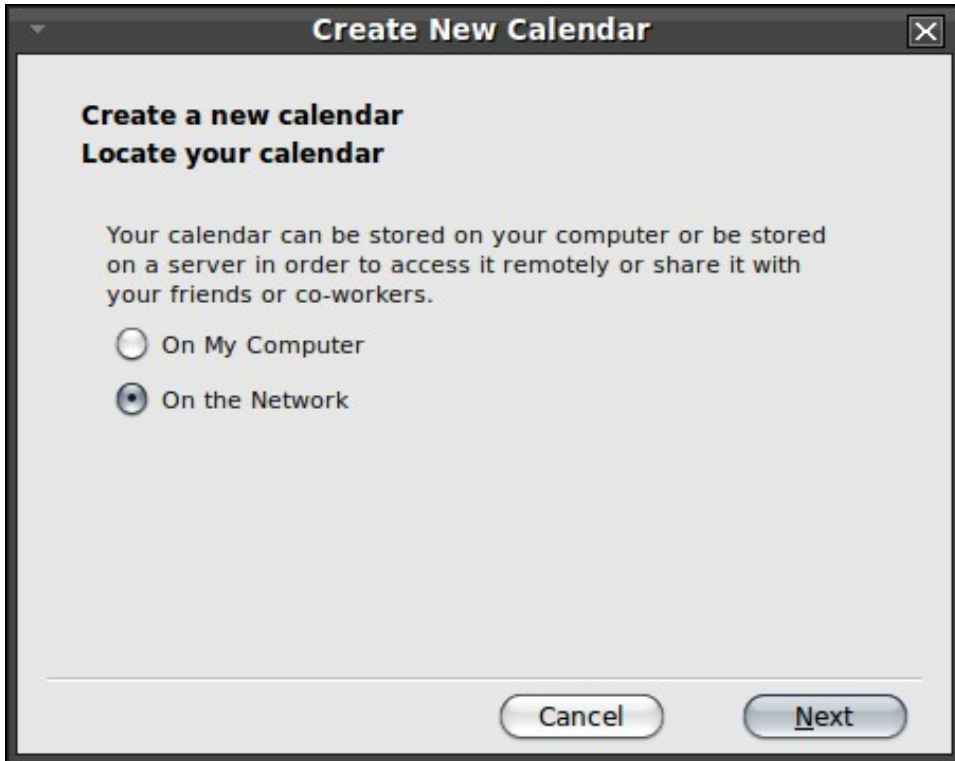 Create New Calendar
Create a new calendar
Locate your calendar
Your calendar can be stored on your computer or be stored
on a server in order to access it remotely or share it with
your friends or co-workers.
On My Computer
On the Network
Cancel
Next